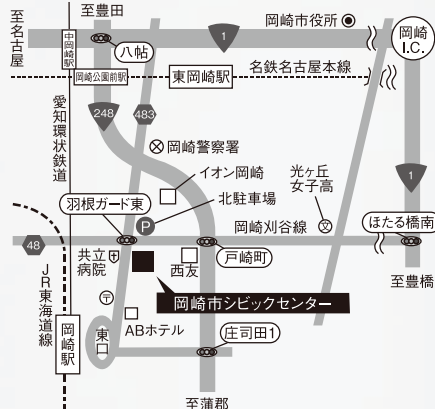 至豊田
岡崎市役所
至名古屋
中岡崎駅
八帖
1
岡崎I.C.
岡崎公園前駅
東岡崎駅
名鉄名古屋本線
愛知環状鉄道
248
483
岡崎警察署
1
イオン岡崎
光ヶ丘
女子高
羽根ガード東
北駐車場
P
文
岡崎刈谷線
ほたる橋南
48
共立
病院
西友
戸崎町
至豊橋
JR東海道線
岡崎市シビックセンター
〒
ABホテル
岡崎駅
東口
庄司田1
至蒲郡